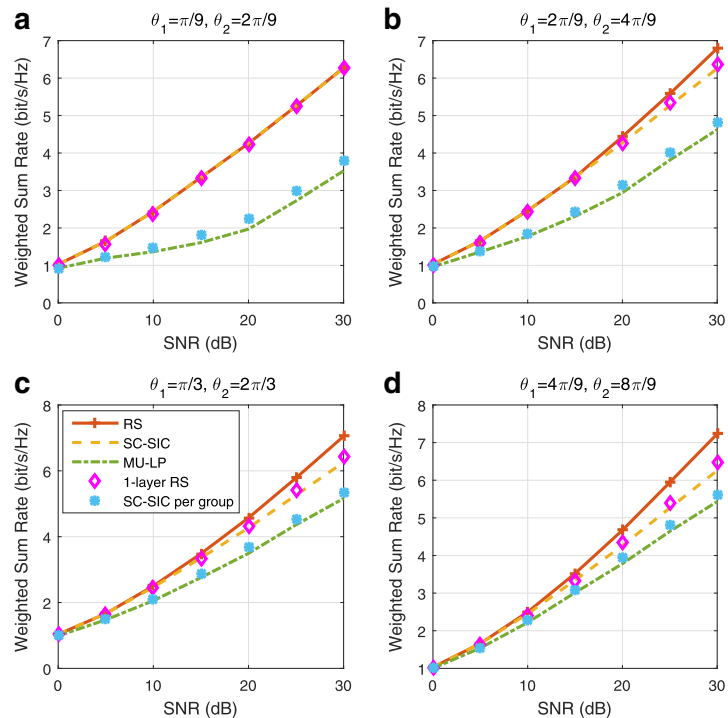 a
θ1=π/9, θ2=2π/9
Weighted Sum Rate (bit/s/Hz)
7
6
5
4
3
2
1
0
0 10 20 30
SNR (dB)
b
θ1=2π/9, θ2=4π/9
Weighted Sum Rate (bit/s/Hz)
7
6
5
4
3
2
1
0
0 10 20 30
SNR (dB)
c
θ1=π/3, θ2=2π/3
Weighted Sum Rate (bit/s/Hz)
8
6
4
2
0
0 10 20 30
SNR (dB)
RS
SC-SIC
MU-LP
1-layer RS
SC-SIC per group
d
θ1=4π/9, θ2=8π/9
Weighted Sum Rate (bit/s/Hz)
8
7
6
5
4
3
2
1
0 10 20 30
SNR (dB)